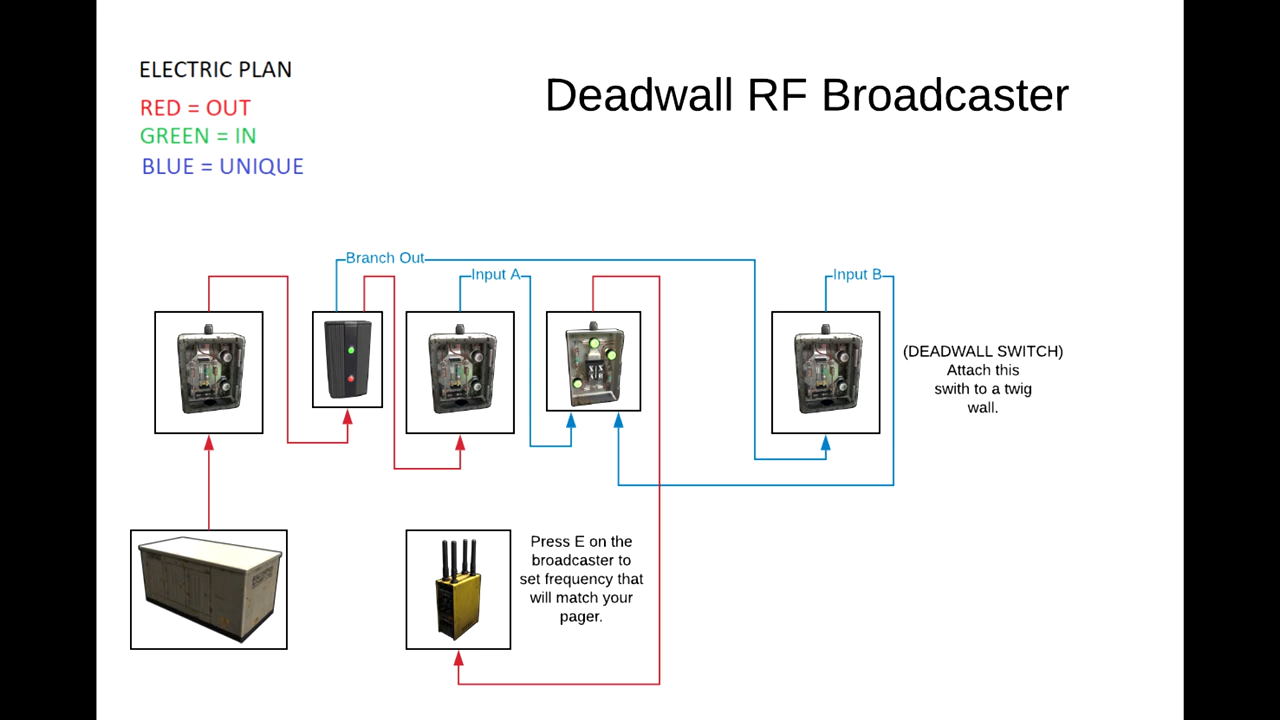 ELECTRIC PLAN
RED = OUT
GREEN = IN
BLUE = UNIQUE
Deadwall RF Broadcaster
Branch Out
Input A
Input B
(DEADWALL SWITCH)
Attach this
swith to a twig
wall.
Press E on the
broadcaster to
set frequency that
will match your
pager.